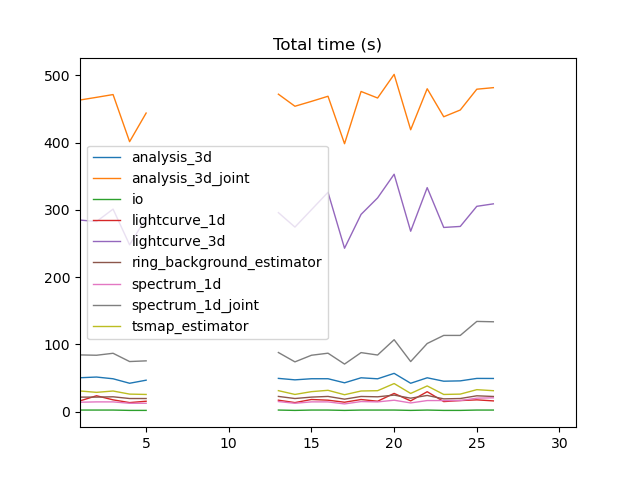 Total time (s)
500
400
300
200
100
0
analysis_3d
analysis_3d_joint
io
lightcurve_1d
lightcurve_3d
ring_background_estimator
spectrum_1d
spectrum_1d_joint
tsmap_estimator
5 10 15 20 25 30